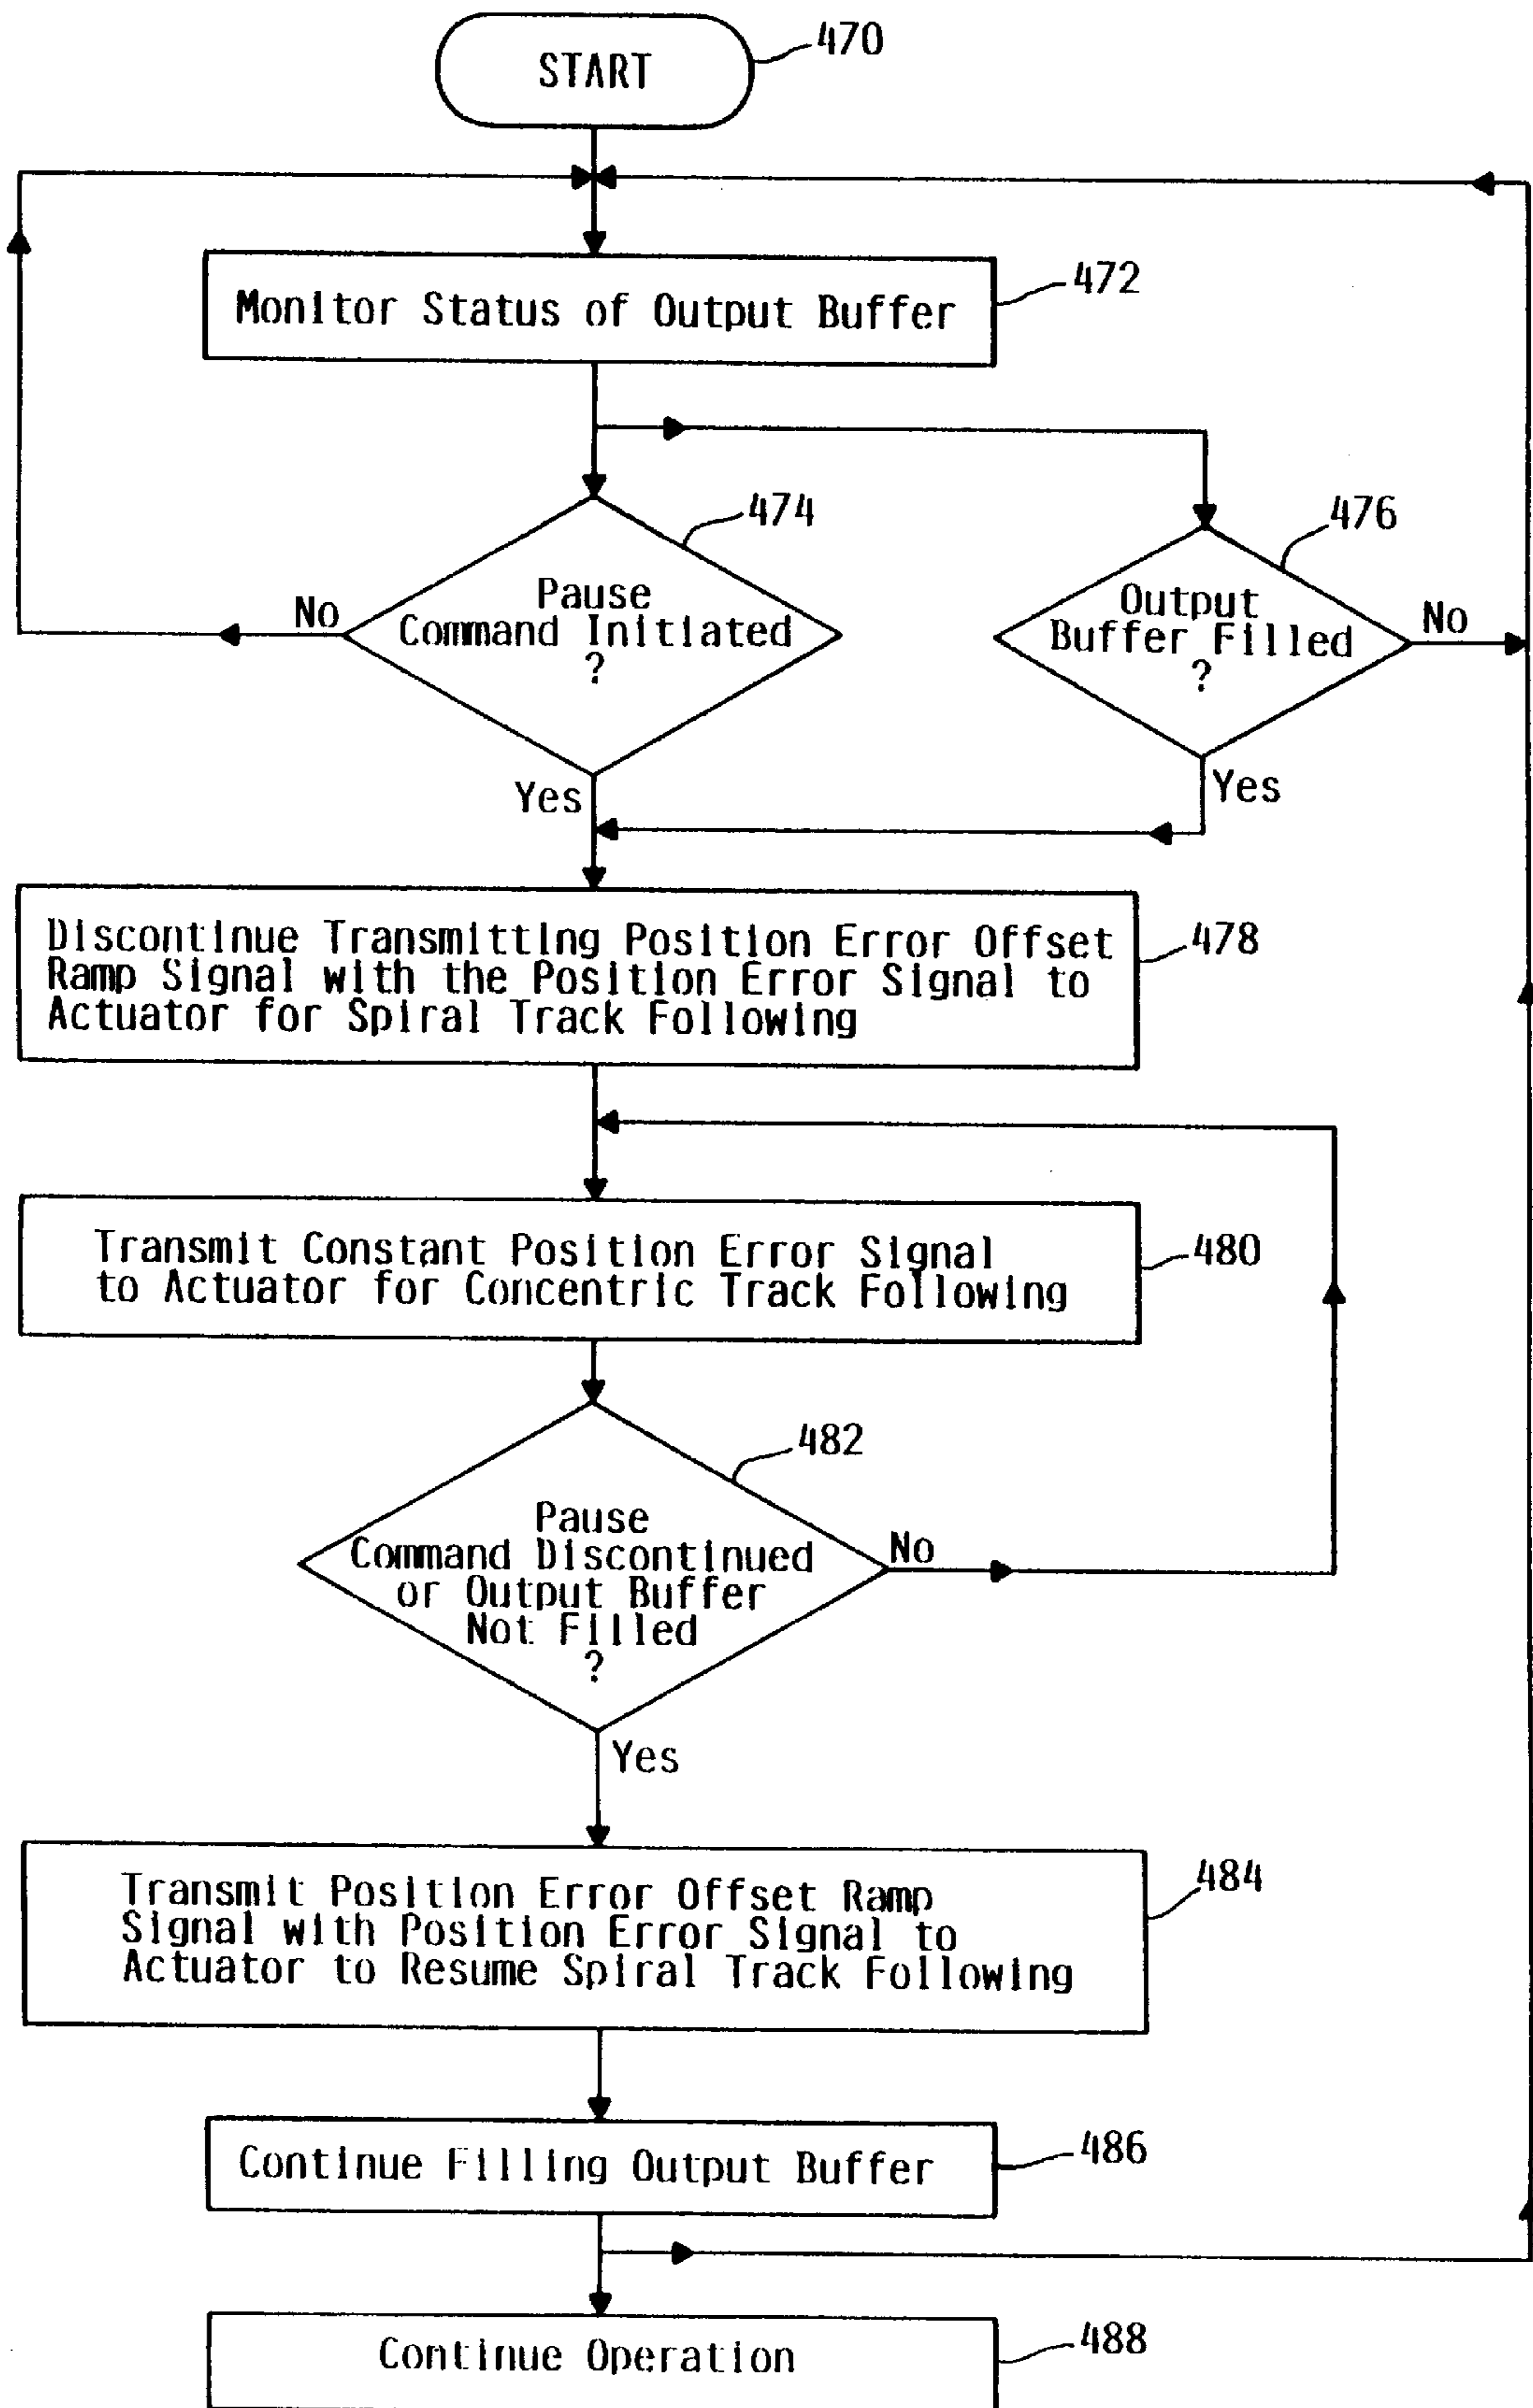 START
470
Monitor Status of Output Buffer
472
Pause
Command Initiated
?
474
No
Yes
Output
Buffer Filled
?
476
No
Yes
Discontinue Transmitting Position Error Offset
Ramp Signal with the Position Error Signal to
Actuator for Spiral Track Following
478
Transmit Constant Position Error Signal
to Actuator for Concentric Track Following
480
Pause
Command Discontinued
or Output Buffer
Not Filled
?
482
No
Yes
Transmit Position Error Offset Ramp
Signal with Position Error Signal to
Actuator to Resume Spiral Track Following
484
Continue Filling Output Buffer
486
Continue Operation
488